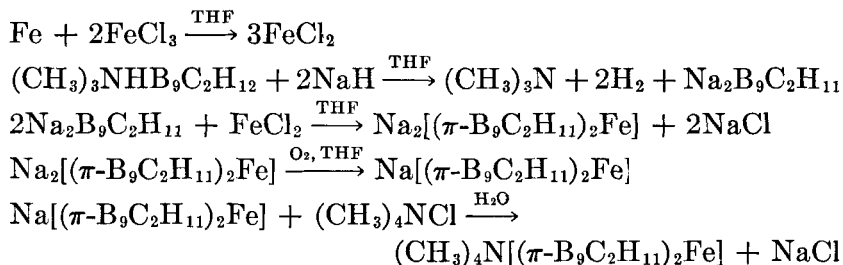 Fe + 2FeCl₃ —THF→ 3FeCl₂
(CH₃)₃NHB₉C₂H₁₂ + 2NaH —THF→ (CH₃)₃N + 2H₂ + Na₂B₉C₂H₁₁
2Na₂B₉C₂H₁₁ + FeCl₂ —THF→ Na₂[(π-B₉C₂H₁₁)₂Fe] + 2NaCl
Na₂[(π-B₉C₂H₁₁)₂Fe] —O₂, THF→ Na[(π-B₉C₂H₁₁)₂Fe]
Na[(π-B₉C₂H₁₁)₂Fe] + (CH₃)₄NCl —H₂O→
(CH₃)₄N[(π-B₉C₂H₁₁)₂Fe] + NaCl